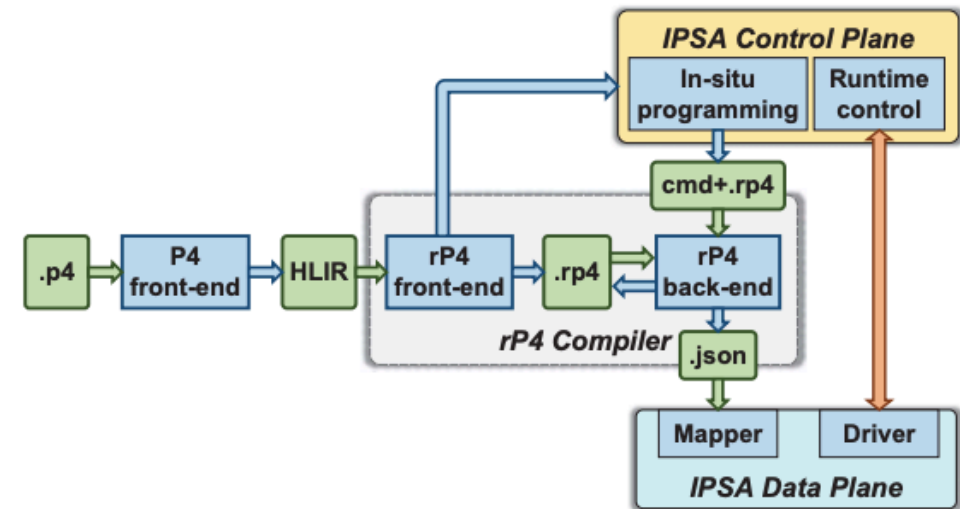 IPSA Control Plane
In-situ
programming
Runtime
control
cmd+.rp4
.p4
P4
front-end
HLIR
rP4
front-end
.rp4
rP4
back-end
rP4 Compiler
.json
Mapper
Driver
IPSA Data Plane